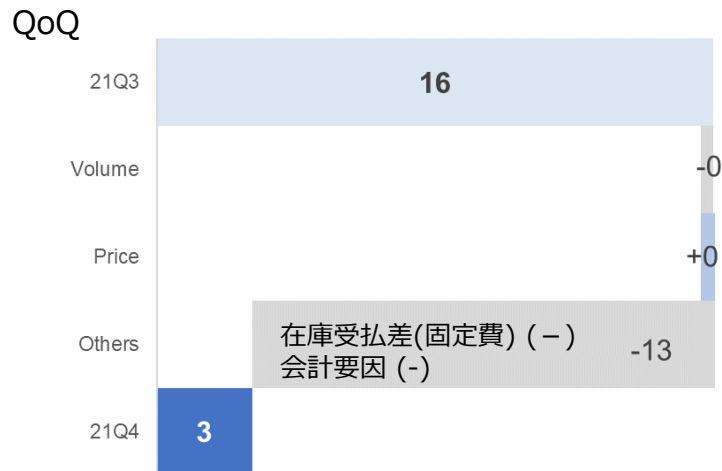 QoQ
21Q3
16
Volume
-0
Price
+0
Others
在庫受払差(固定費) (－)
会計要因 (-)
-13
21Q4
3